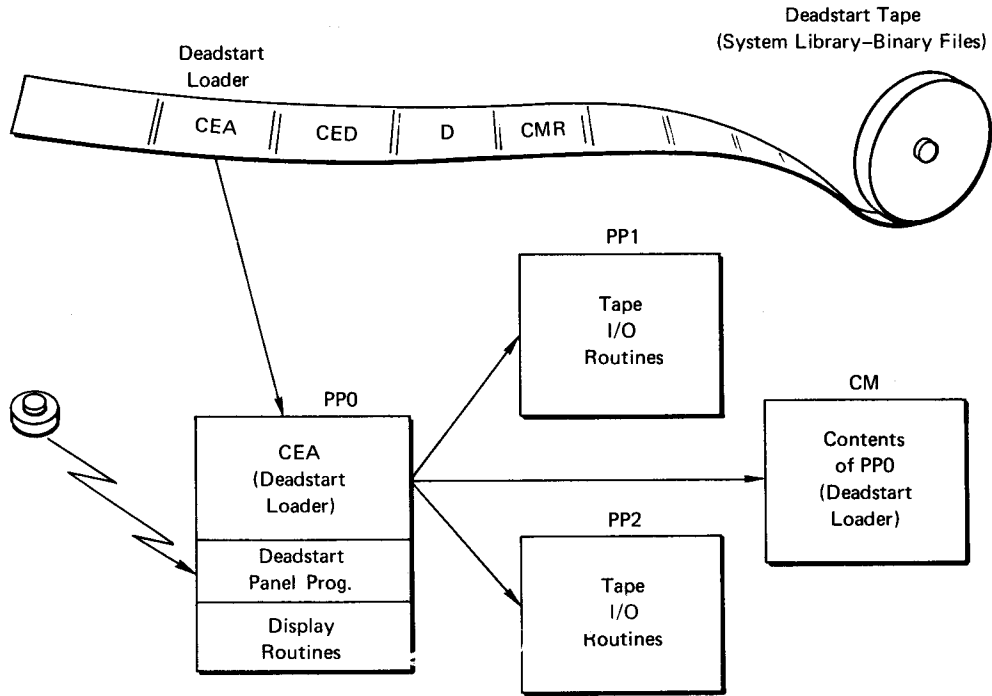 Deadstart Tape
(System Library–Binary Files)
Deadstart
Loader
CEA
CED
D
CMR
PP1
Tape
I/O
Routines
PP0
CEA
(Deadstart
Loader)
Deadstart
Panel Prog.
Display
Routines
CM
Contents
of PP0
(Deadstart
Loader)
PP2
Tape
I/O
Routines